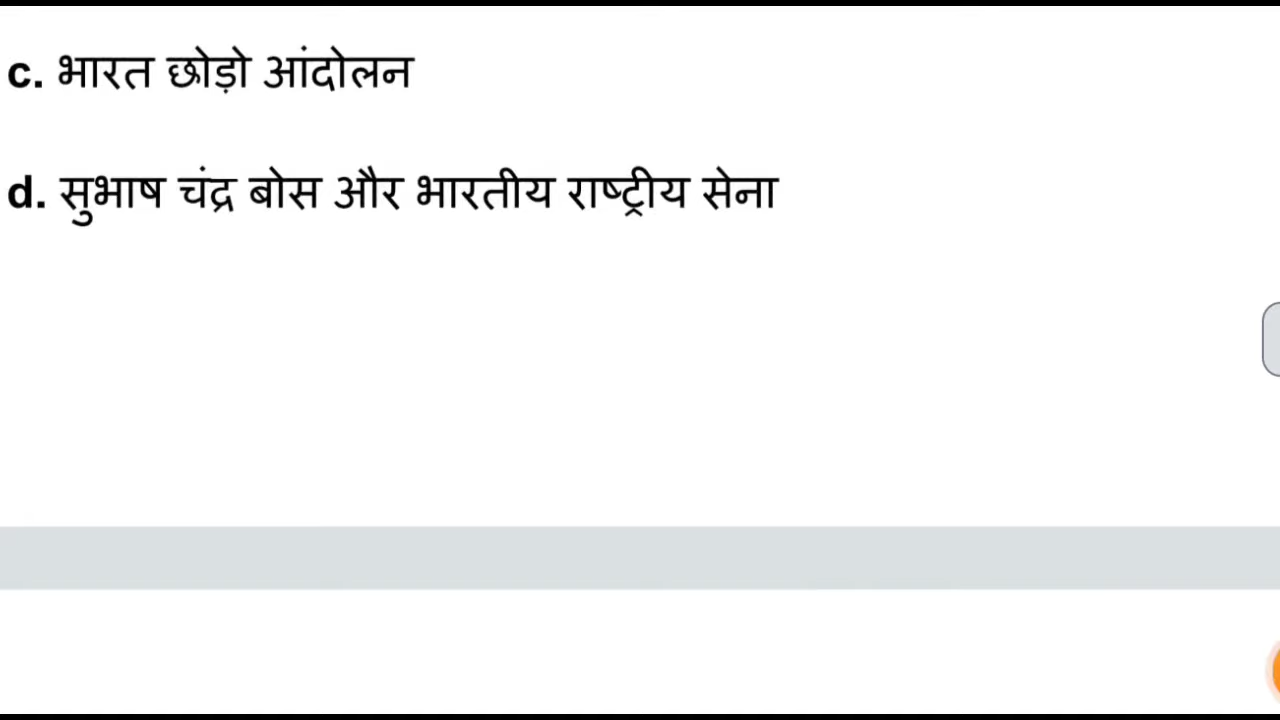 c. भारत छोड़ो आंदोलन
d. सुभाष चंद्र बोस और भारतीय राष्ट्रीय सेना